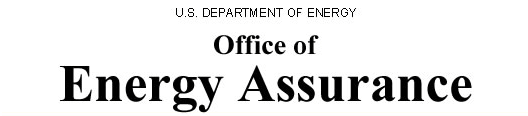 U.S. DEPARTMENT OF ENERGY
Office of
Energy Assurance